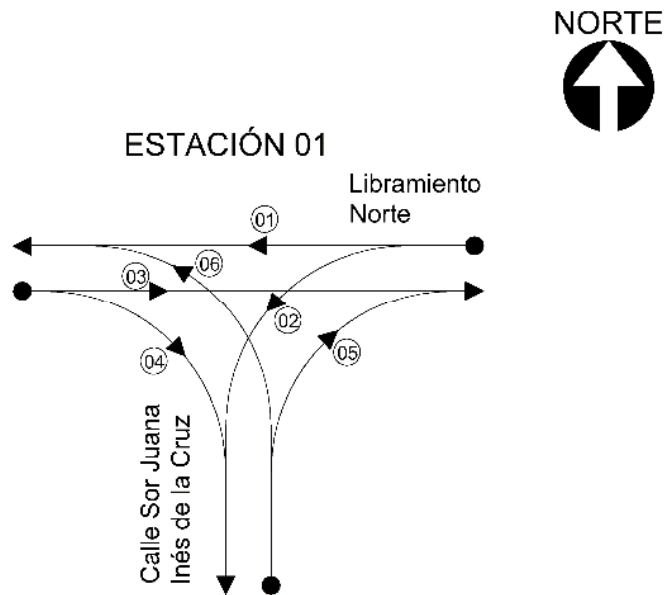 NORTE
ESTACIÓN 01
Libramiento
Norte
01
06
03
02
04
05
Calle Sor Juana
Inés de la Cruz